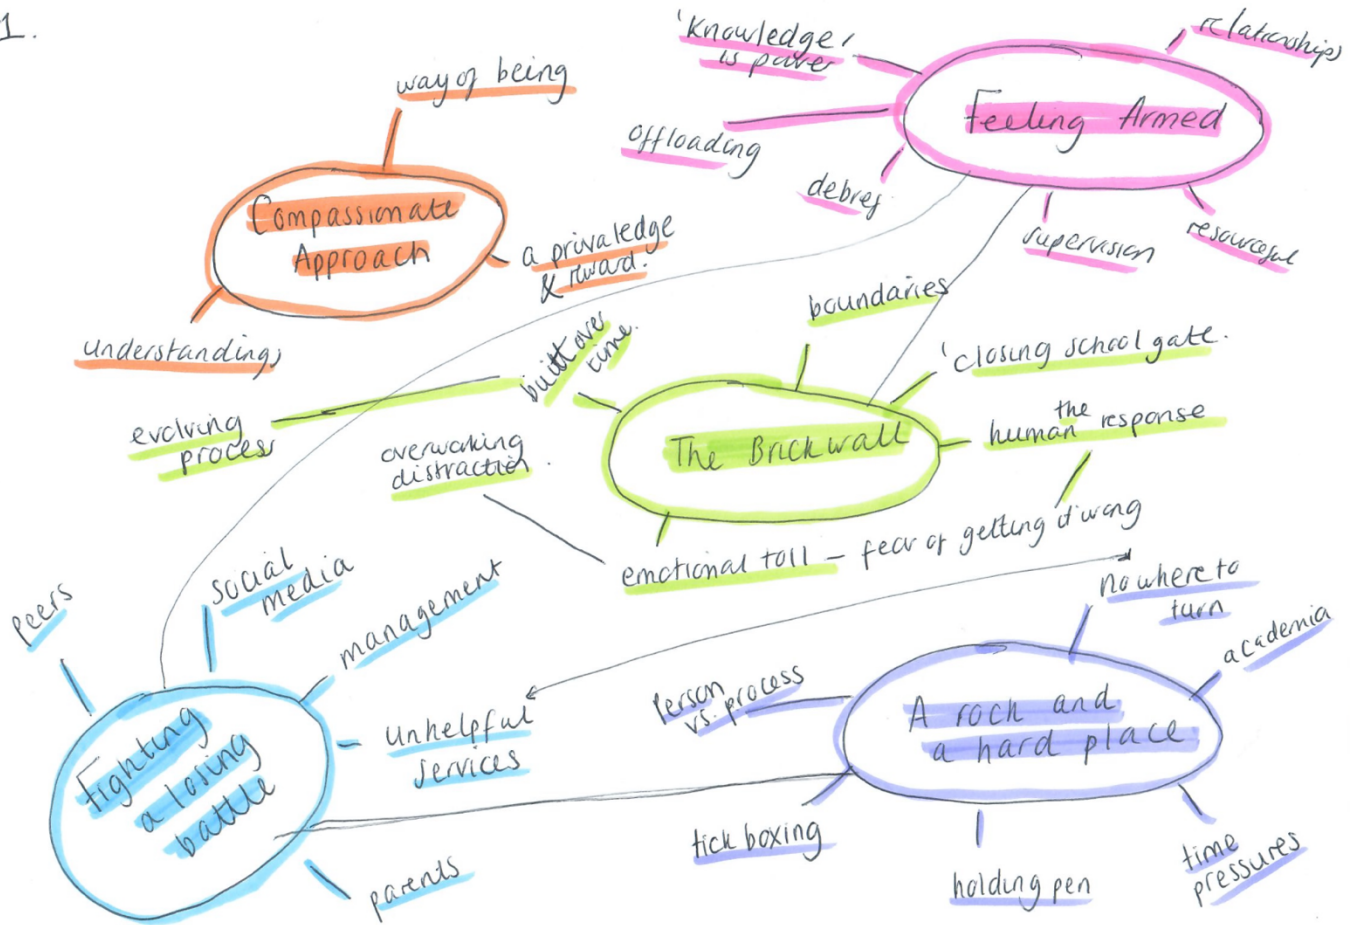 1.
way of being
Compassionate
Approach
a privaledge
& reward.
understanding
'Knowledge'
is power
relationships
Feeling Armed
offloading
debref
supervision
resourceful
boundaries
'closing school gate.
built over
time.
evolving
process
The Brickwall
the
human response
overworking
distraction.
emotional toll – fear of getting it wrong
peers
social
media
management
Fighting
a losing
battle
Unhelpful
services
parents
No where to
turn
academia
Person
vs. process
A rock and
a hard place
tick boxing
holding pen
time
pressures